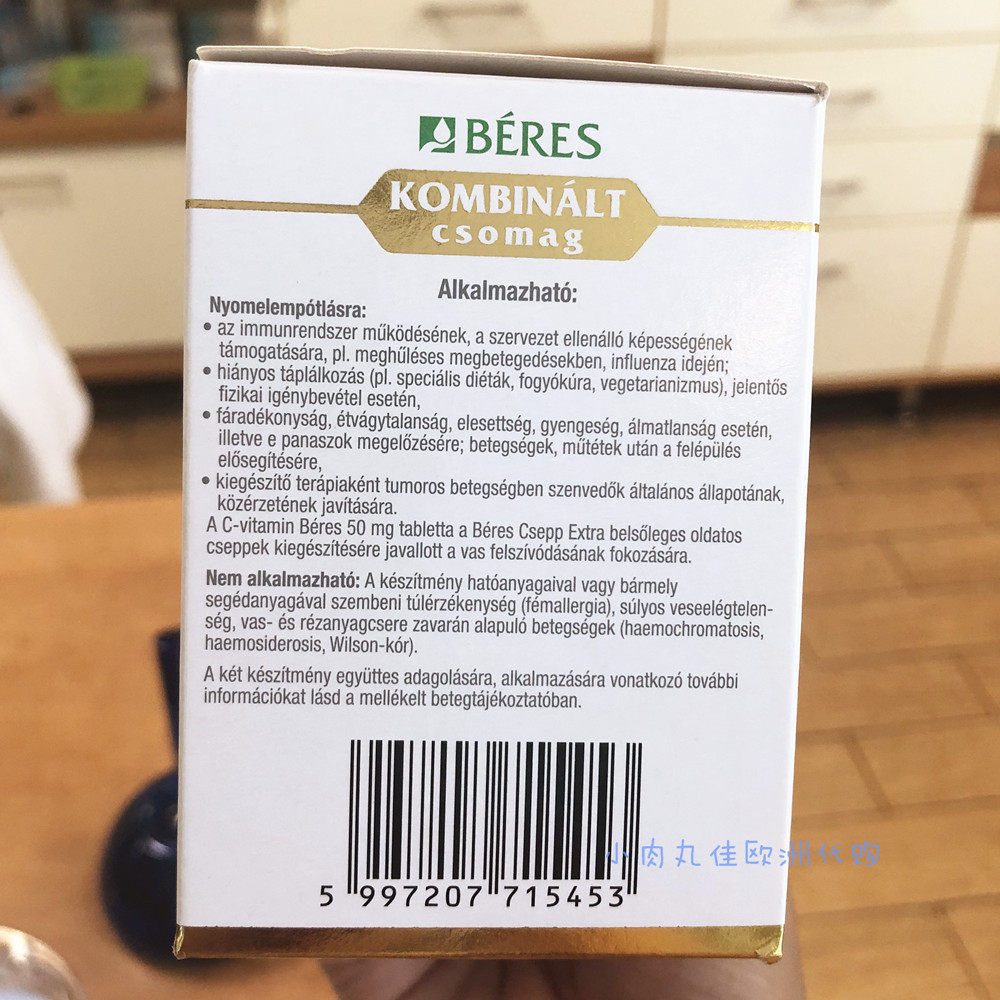 BÉRES
KOMBINÁLT
csomag
Alkalmazható:
Nyomelempótlásra:
• az immunrendszer működésének, a szervezet ellenálló képességének
támogatására, pl. meghűléses megbetegedésekben, influenza idején;
• hiányos táplálkozás (pl. speciális diéták, fogyókúra, vegetarianizmus), jelentős
fizikai igénybevétel esetén,
• fáradékonyság, étvágytalanság, elesettség, gyengeség, álmatlanság esetén,
illetve e panaszok megelőzésére; betegségek, műtétek után a felépülés
elősegítésére,
• kiegészítő terápiaként tumoros betegségben szenvedők általános állapotának,
közérzetének javítására.
A C-vitamin Béres 50 mg tabletta a Béres Csepp Extra belsőleges oldatos
cseppek kiegészítésére javallott a vas felszívódásának fokozására.
Nem alkalmazható: A készítmény hatóanyagaival vagy bármely
segédanyagával szembeni túlérzékenység (fémallergia), súlyos veseelégtelen-
ség, vas- és rézanyagcsere zavarán alapuló betegségek (haemochromatosis,
haemosiderosis, Wilson-kór).
A két készítmény együttes adagolására, alkalmazására vonatkozó további
információkat lásd a mellékelt betegtájékoztatóban.
小肉丸佳欧洲代购
5 997207 715453